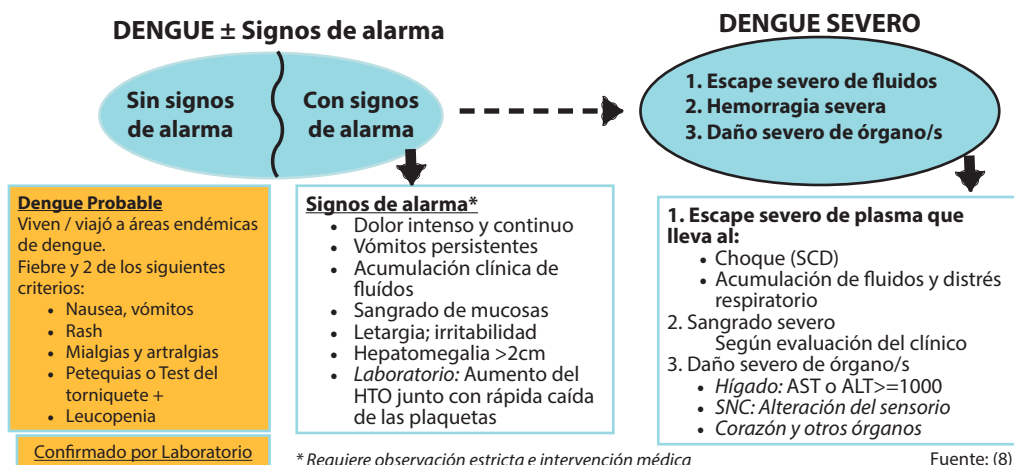 DENGUE ± Signos de alarma
DENGUE SEVERO
Sin signos
de alarma
Con signos
de alarma
1. Escape severo de fluidos
2. Hemorragia severa
3. Daño severo de órgano/s
Dengue Probable
Viven / viajó a áreas endémicas
de dengue.
Fiebre y 2 de los siguientes
criterios:
• Nausea, vómitos
• Rash
• Mialgias y artralgias
• Petequias o Test del
torniquete +
• Leucopenia
Confirmado por Laboratorio
Signos de alarma*
• Dolor intenso y continuo
• Vómitos persistentes
• Acumulación clínica de
fluídos
• Sangrado de mucosas
• Letargia; irritabilidad
• Hepatomegalia >2cm
• Laboratorio: Aumento del
HTO junto con rápida caída
de las plaquetas
* Requiere observación estricta e intervención médica
1. Escape severo de plasma que
lleva al:
• Choque (SCD)
• Acumulación de fluidos y distrés
respiratorio
2. Sangrado severo
Según evaluación del clínico
3. Daño severo de órgano/s
• Hígado: AST o ALT>=1000
• SNC: Alteración del sensorio
• Corazón y otros órganos
Fuente: (8)